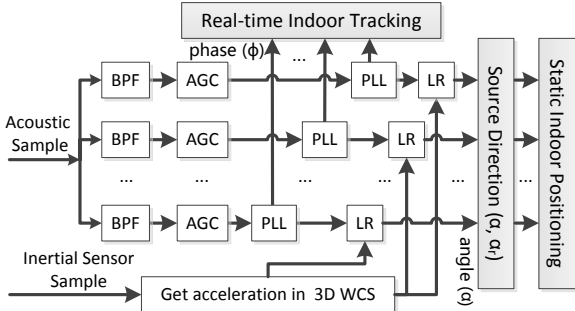 Real-time Indoor Tracking
phase (ϕ)
...
BPF
AGC
PLL
LR
Acoustic
Sample
BPF
AGC
PLL
LR
...
...
...
...
...
BPF
AGC
PLL
LR
Inertial Sensor
Sample
Get acceleration in 3D WCS
angle (α)
Source Direction (α, αr)
...
Static Indoor Positioning